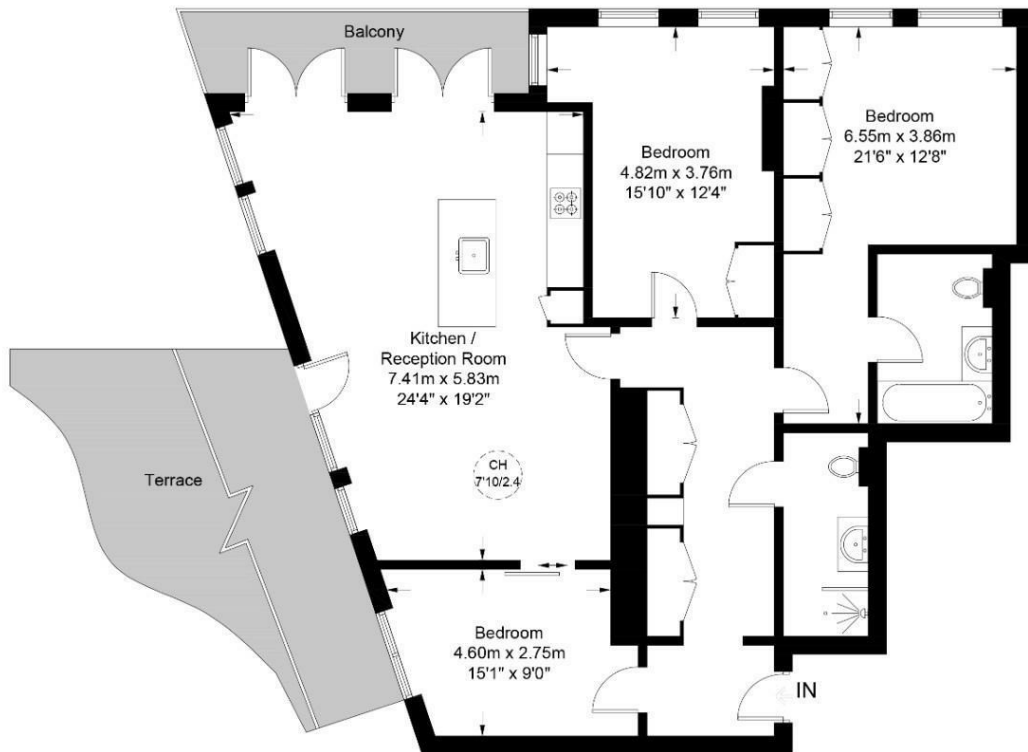 Balcony
Bedroom
6.55m x 3.86m
21'6" x 12'8"
Bedroom
4.82m x 3.76m
15'10" x 12'4"
Kitchen /
Reception Room
7.41m x 5.83m
24'4" x 19'2"
CH
7'10/2.4
Terrace
Bedroom
4.60m x 2.75m
15'1" x 9'0"
IN